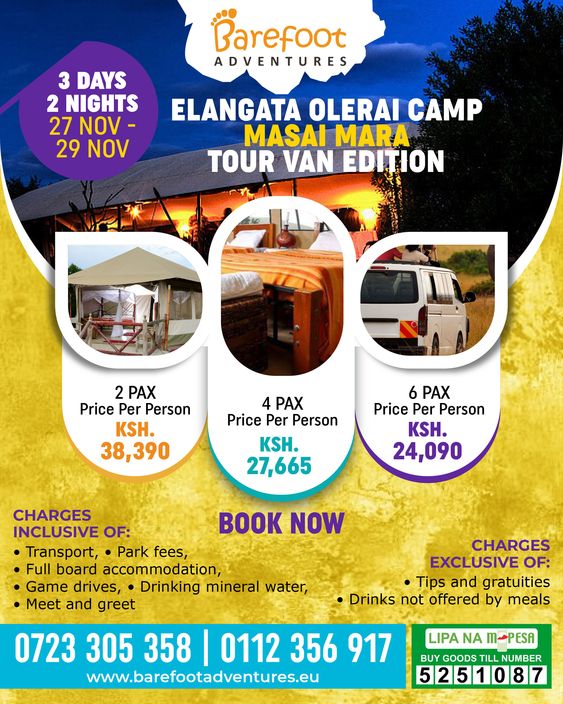 Barefoot
ADVENTURES
3 DAYS
2 NIGHTS
27 NOV -
29 NOV
ELANGATA OLERAI CAMP
MASAI MARA
TOUR VAN EDITION
2 PAX
Price Per Person
KSH.
38,390
4 PAX
Price Per Person
KSH.
27,665
6 PAX
Price Per Person
KSH.
24,090
BOOK NOW
CHARGES
INCLUSIVE OF:
• Transport, • Park fees,
• Full board accommodation,
• Game drives, • Drinking mineral water,
• Meet and greet
CHARGES
EXCLUSIVE OF:
• Tips and gratuities
• Drinks not offered by meals
0723 305 358 | 0112 356 917
www.barefootadventures.eu
LIPA NA M-PESA
BUY GOODS TILL NUMBER
5251087